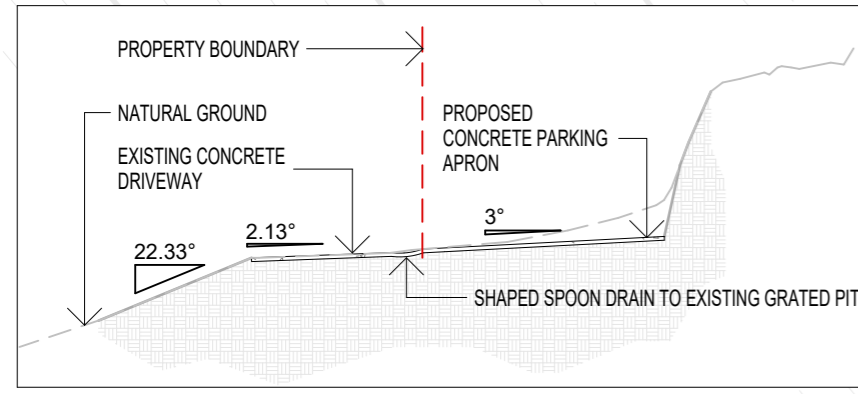 PROPERTY BOUNDARY
NATURAL GROUND
PROPOSED
CONCRETE PARKING
APRON
EXISTING CONCRETE
DRIVEWAY
3°
2.13°
22.33°
SHAPED SPOON DRAIN TO EXISTING GRATED PIT